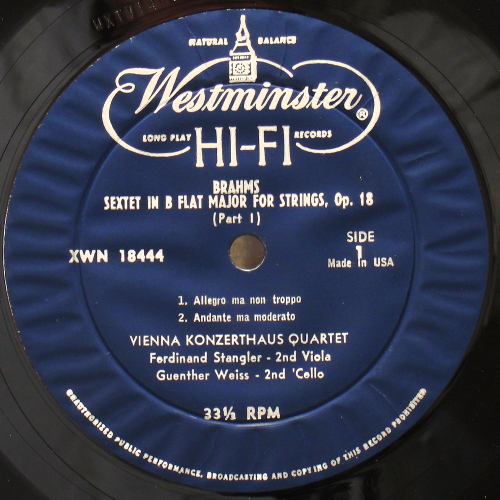 NATURAL BALANCE
Westminster®
LONG PLAY RECORDS
HI-FI
BRAHMS
SEXTET IN B FLAT MAJOR FOR STRINGS, Op. 18
(Part I)
XWN 18444
SIDE
1
Made in USA
1. Allegro ma non troppo
2. Andante ma moderato
VIENNA KONZERTHAUS QUARTET
Ferdinand Stangler - 2nd Viola
Guenther Weiss - 2nd 'Cello
33⅓ RPM
UNAUTHORIZED PUBLIC PERFORMANCE, BROADCASTING AND COPYING OF THIS RECORD PROHIBITED